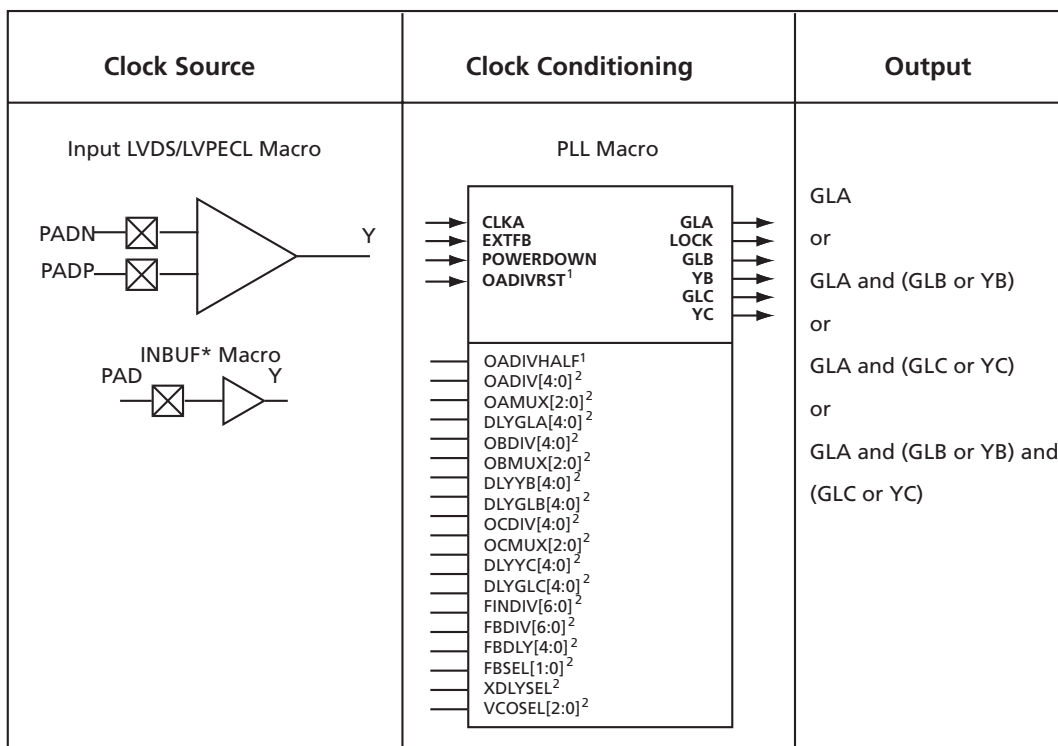 Clock Source
Clock Conditioning
Output
Input LVDS/LVPECL Macro
PADN
PADP
Y
INBUF* Macro
PAD
Y
PLL Macro
CLKA
EXTFB
POWERDOWN
OADIVRST1
GLA
LOCK
GLB
YB
GLC
YC
OADIVHALF1
OADIV[4:0]2
OAMUX[2:0]2
DLYGLA[4:0]2
OBDIV[4:0]2
OBMUX[2:0]2
DLYYB[4:0]2
DLYGLB[4:0]2
OCDIV[4:0]2
OCMUX[2:0]2
DLYYC[4:0]2
DLYGLC[4:0]2
FINDIV[6:0]2
FBDIV[6:0]2
FBDLY[4:0]2
FBSEL[1:0]2
XDLYSEL2
VCOSEL[2:0]2
GLA
or
GLA and (GLB or YB)
or
GLA and (GLC or YC)
or
GLA and (GLB or YB) and
(GLC or YC)